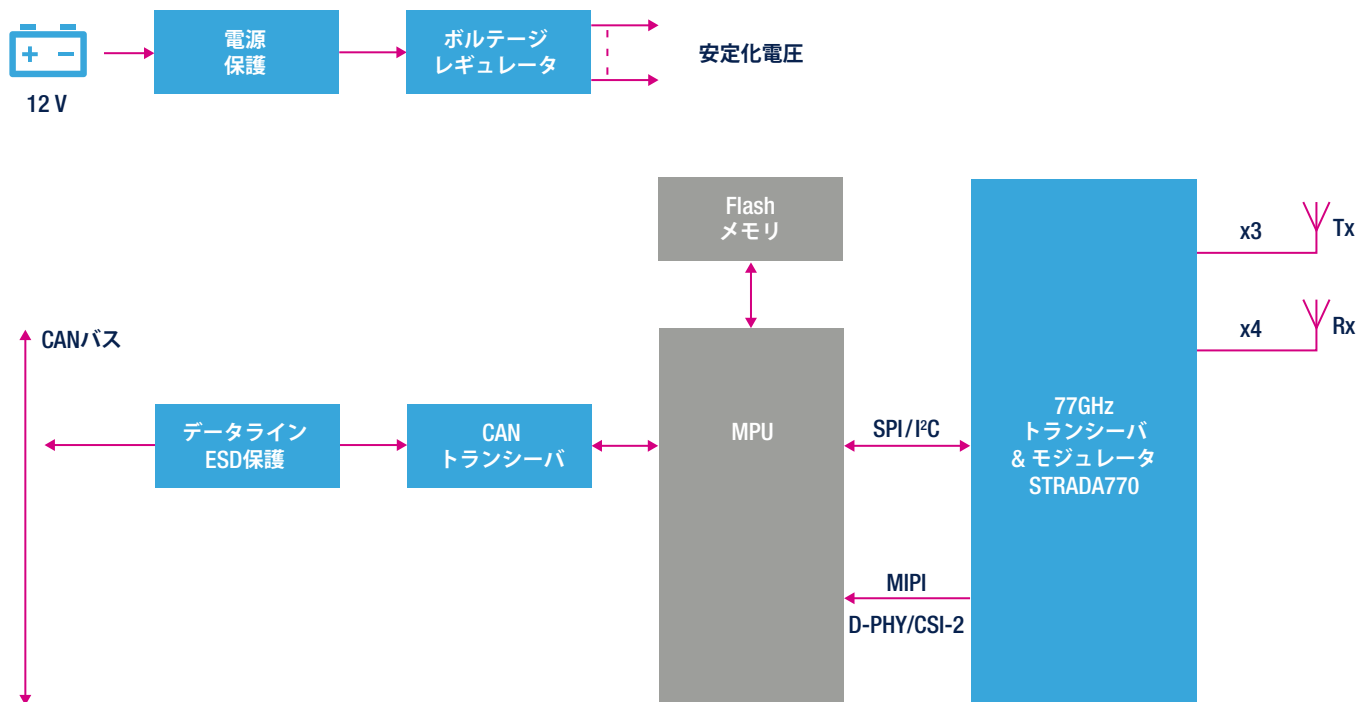 電源
保護
ボルテージ
レギュレータ
安定化電圧
+ -
12 V
Flash
メモリ
x3
Tx
x4
Rx
CANバス
データライン
ESD保護
CAN
トランシーバ
MPU
SPI/I²C
77GHz
トランシーバ
& モジュレータ
STRADA770
MIPI
D-PHY/CSI-2